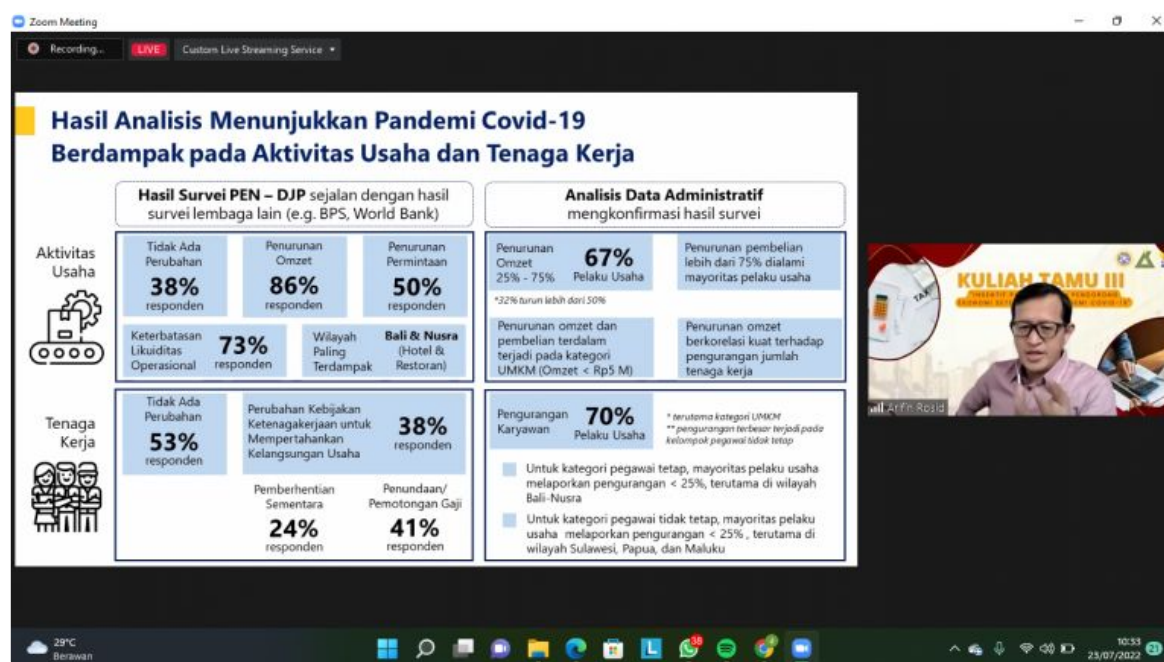 Zoom Meeting
Recording...
LIVE
Custom Live Streaming Service
Hasil Analisis Menunjukkan Pandemi Covid-19
Berdampak pada Aktivitas Usaha dan Tenaga Kerja
Hasil Survei PEN – DJP sejalan dengan hasil
survei lembaga lain (e.g. BPS, World Bank)
Analisis Data Administratif
mengkonfirmasi hasil survei
Aktivitas
Usaha
Tidak Ada
Perubahan
38%
responden
Penurunan
Omzet
86%
responden
Penurunan
Permintaan
50%
responden
Keterbatasan
Likuiditas
Operasional
73%
responden
Wilayah
Paling
Terdampak
Bali & Nusra
(Hotel &
Restoran)
Penurunan
Omzet
25% - 75%
67%
Pelaku Usaha
*32% turun lebih dari 50%
Penurunan pembelian
lebih dari 75% dialami
mayoritas pelaku usaha
Penurunan omzet dan
pembelian terdalam
terjadi pada kategori
UMKM (Omzet < Rp5 M)
Penurunan omzet
berkorelasi kuat terhadap
pengurangan jumlah
tenaga kerja
Tenaga
Kerja
Tidak Ada
Perubahan
53%
responden
Perubahan Kebijakan
Ketenagakerjaan untuk
Mempertahankan
Kelangsungan Usaha
38%
responden
Pemberhentian
Sementara
24%
responden
Penundaan/
Pemotongan Gaji
41%
responden
Pengurangan
Karyawan
70%
Pelaku Usaha
* terutama kategori UMKM
** pengurangan terbesar terjadi pada
kelompok pegawai tidak tetap
Untuk kategori pegawai tetap, mayoritas pelaku usaha
melaporkan pengurangan < 25%, terutama di wilayah
Bali-Nusra
Untuk kategori pegawai tidak tetap, mayoritas pelaku
usaha melaporkan pengurangan < 25% , terutama di
wilayah Sulawesi, Papua, dan Maluku
KULIAH TAMU III
TAX
Arifin Rosid
29°C
Berawan
38
4
10:33
23/07/2022
21